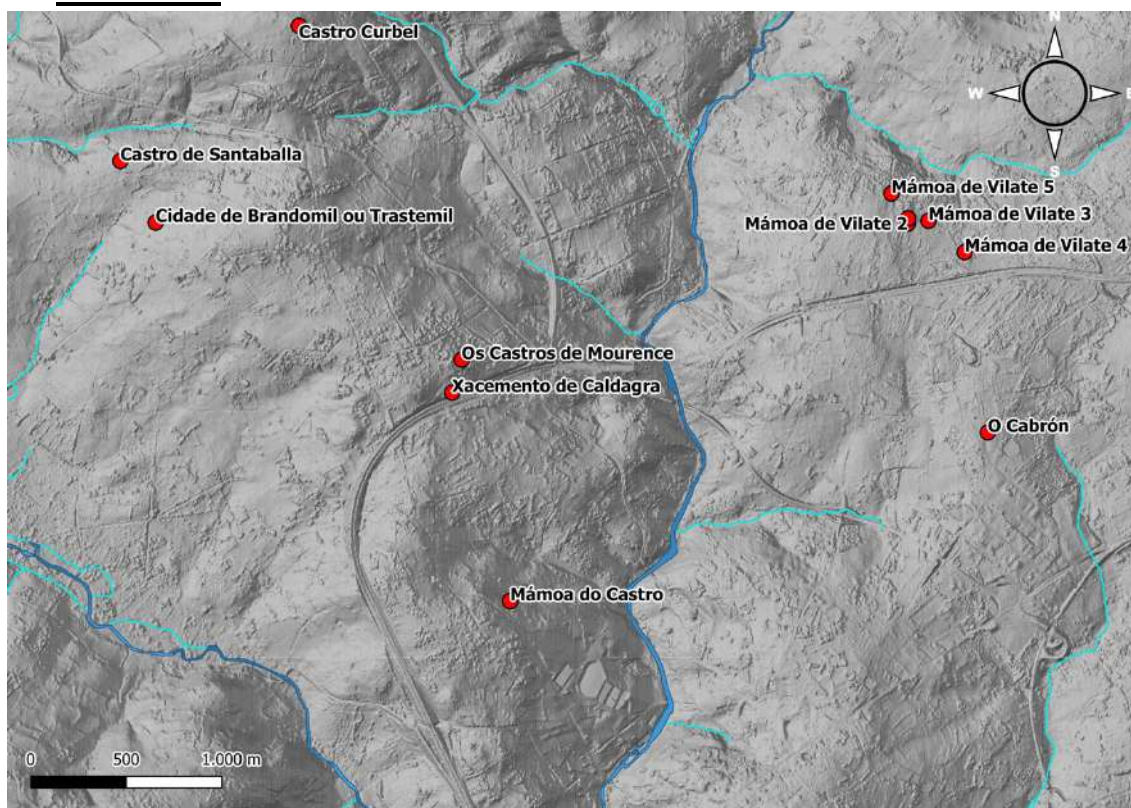 Castro Curbel
N
W
E
S
Castro de Santaballa
Cidade de Brandomil ou Trastemil
Mámoa de Vilate 5
Mámoa de Vilate 2
Mámoa de Vilate 3
Mámoa de Vilate 4
Os Castros de Mourence
Xacemento de Caldagra
O Cabrón
Mámoa do Castro
0 500 1.000 m